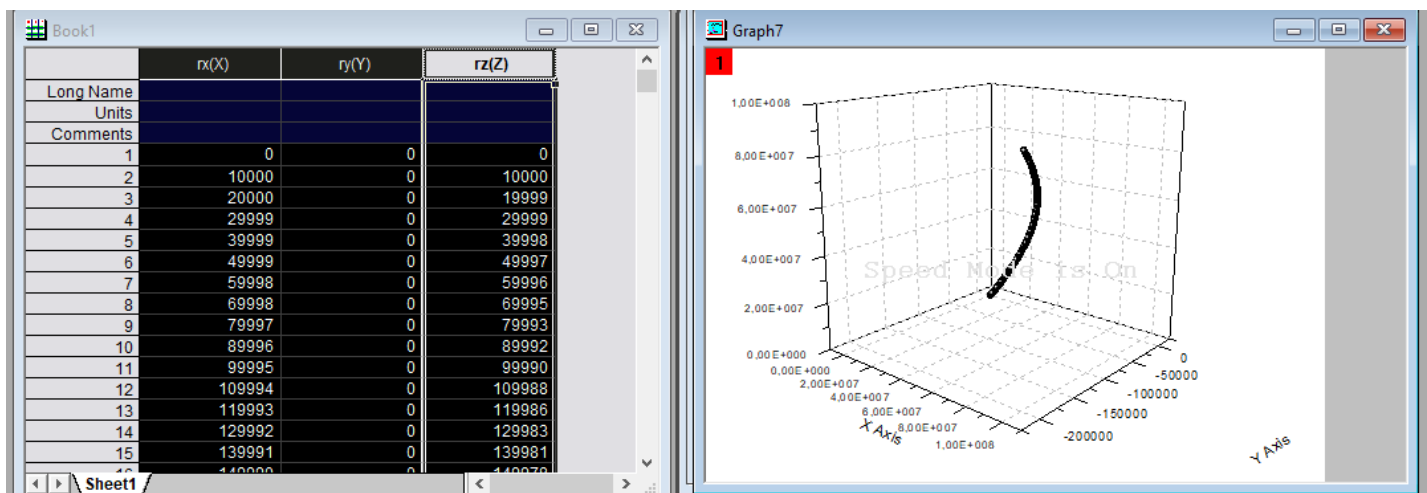 Book1
rx(X) ry(Y) rz(Z)
Long Name
Units
Comments
1 0 0 0
2 10000 0 10000
3 20000 0 19999
4 29999 0 29999
5 39999 0 39998
6 49999 0 49997
7 59998 0 59996
8 69998 0 69995
9 79997 0 79993
10 89996 0 89992
11 99995 0 99990
12 109994 0 109988
13 119993 0 119986
14 129992 0 129983
15 139991 0 139981
Sheet1
Graph7
1
1,00E+008
8,00E+007
6,00E+007
4,00E+007
2,00E+007
0,00E+000
Speed Mode is On
0,00E+000
2,00E+007
4,00E+007
6,00E+007
8,00E+007
1,00E+008
X Axis
0
-50000
-100000
-150000
-200000
Y Axis